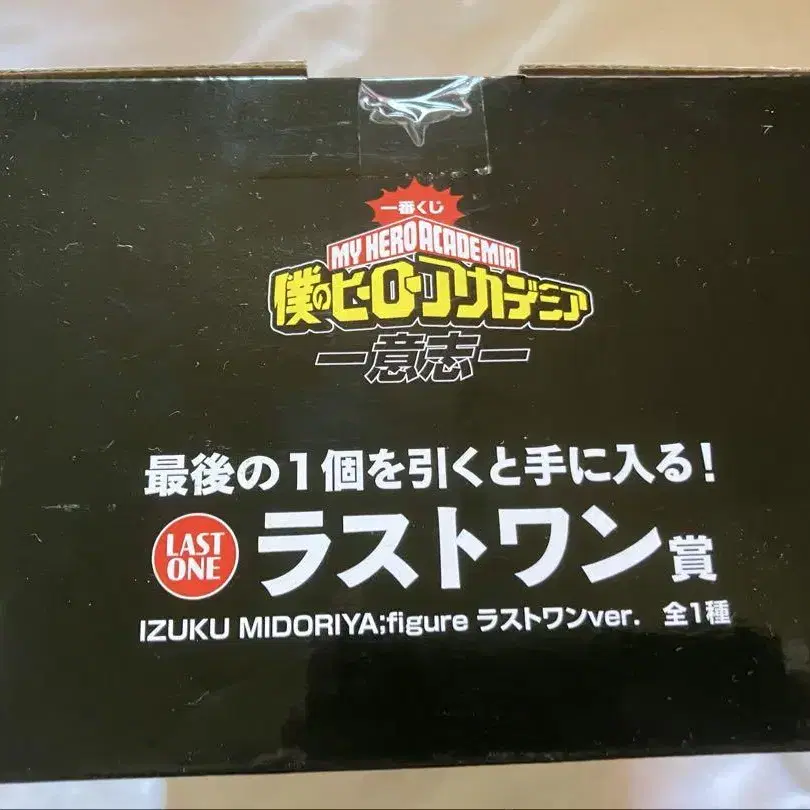 一番くじ
MY HERO ACADEMIA
僕のヒーローアカデミア
ー意志ー
最後の1個を引くと手に入る!
LAST ONE ラストワン賞
IZUKU MIDORIYA;figure ラストワンver. 全1種